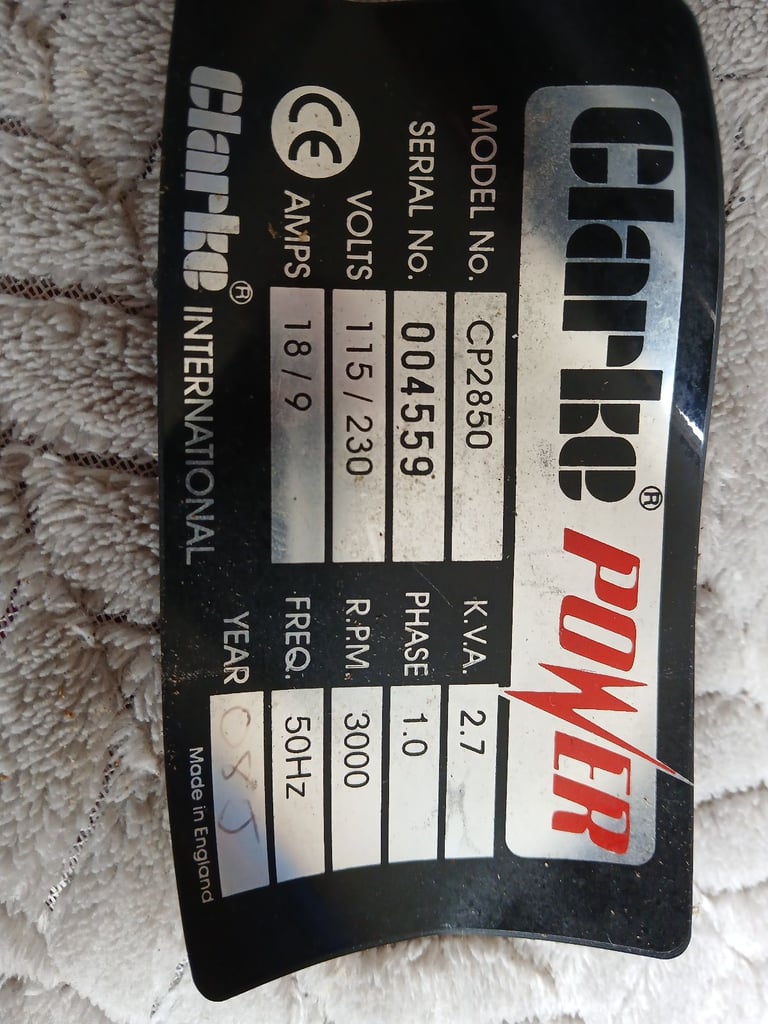 Clarke® POWER
MODEL No. CP2850 K.V.A. 2.7
SERIAL No. 004559 PHASE 1.0
VOLTS 115 / 230 R.P.M. 3000
CE AMPS 18 / 9 FREQ. 50Hz
YEAR
Clarke® INTERNATIONAL Made in England